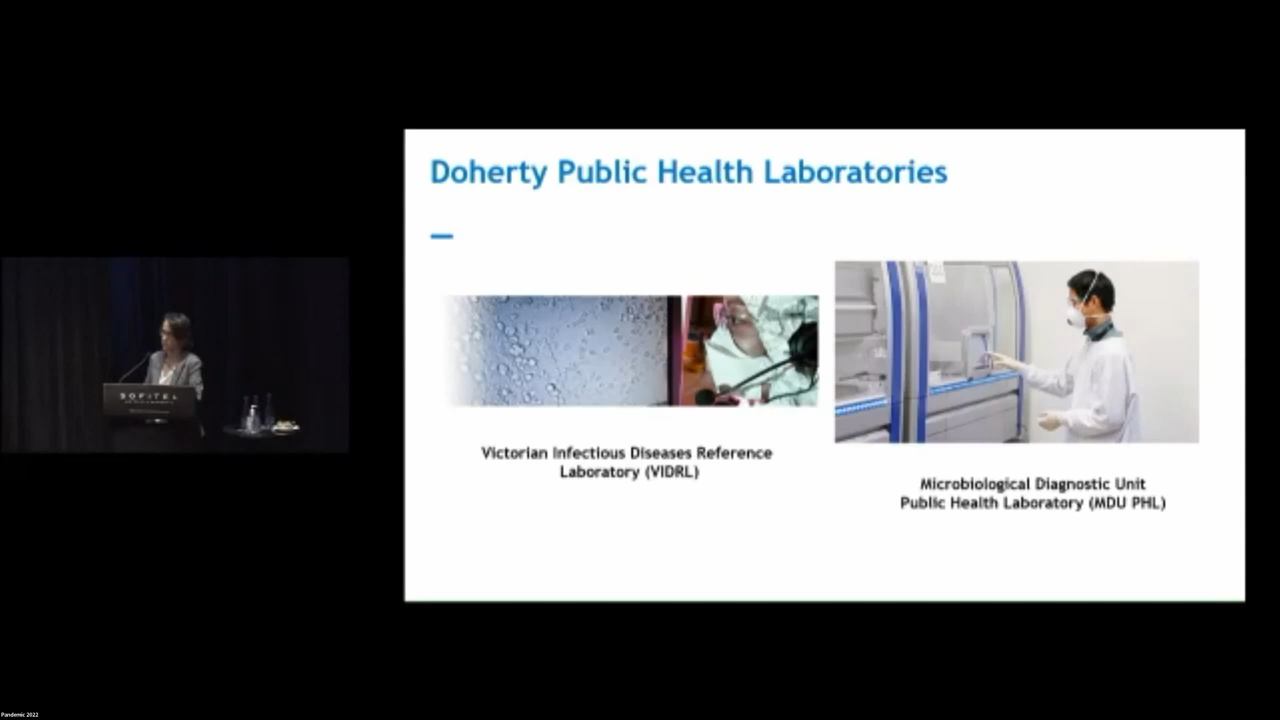 Doherty Public Health Laboratories
SOFITEL
Victorian Infectious Diseases Reference
Laboratory (VIDRL)
Microbiological Diagnostic Unit
Public Health Laboratory (MDU PHL)
Pandemic 2022